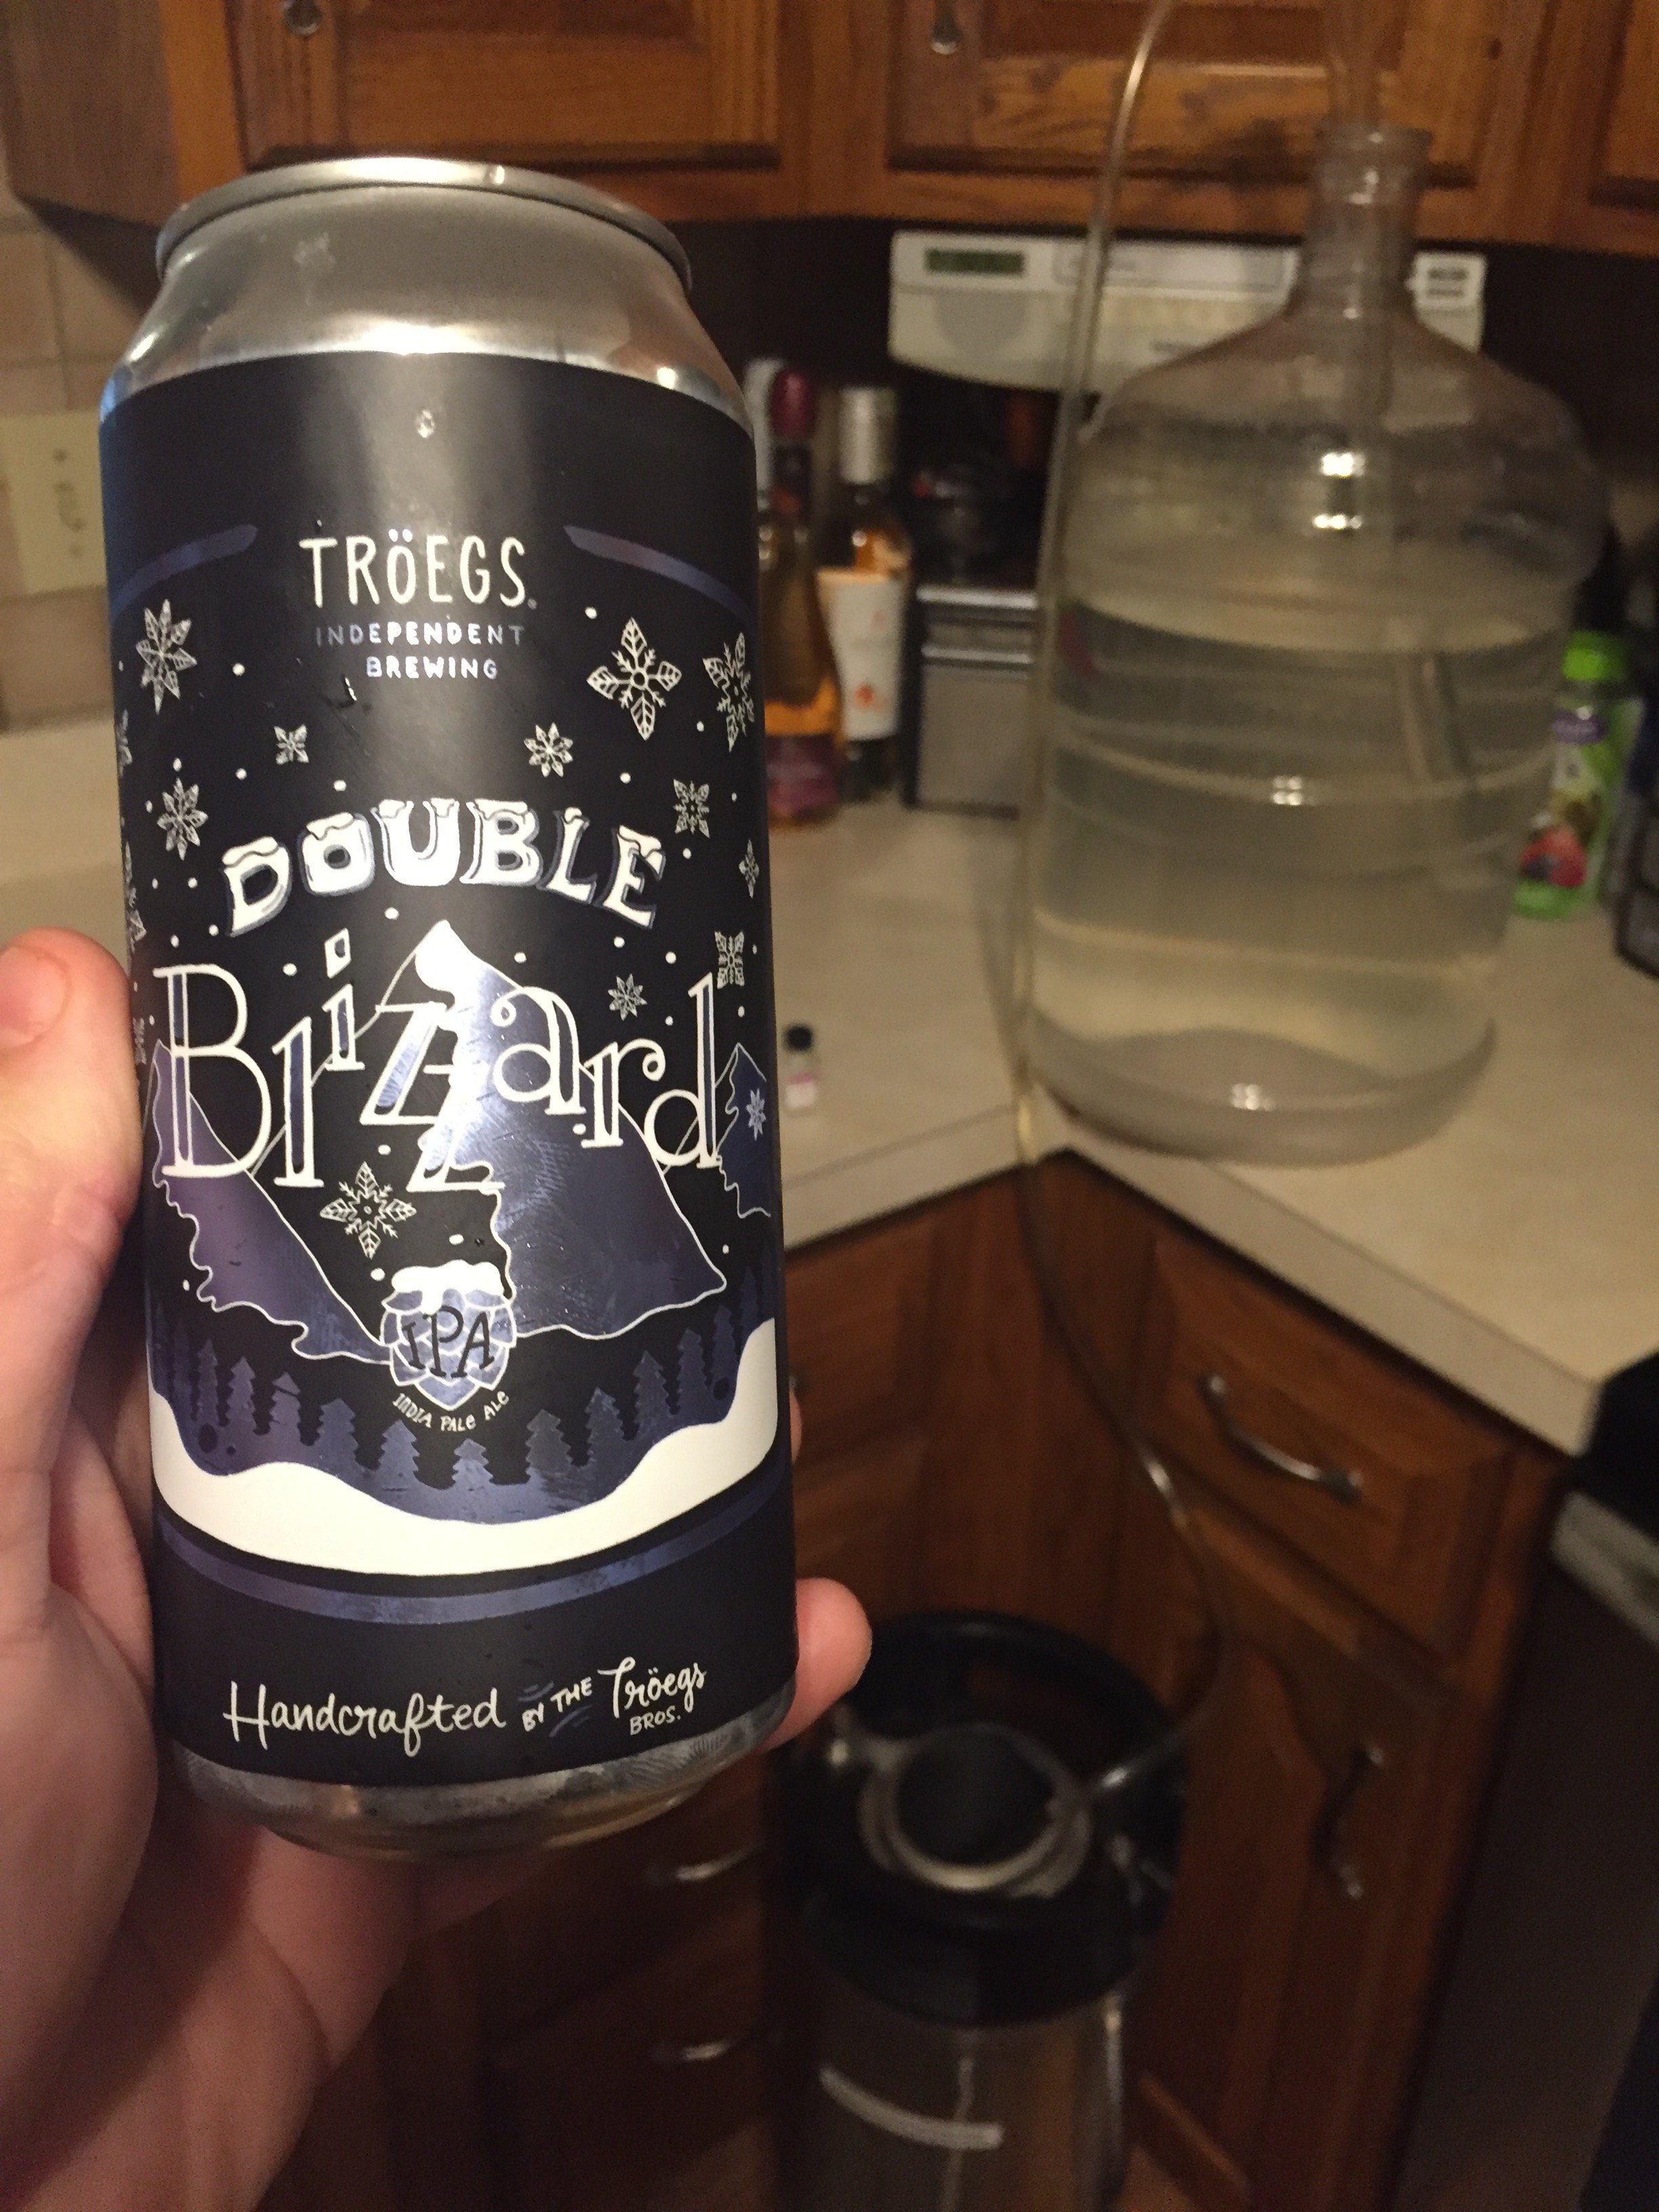 TRÖEGS
INDEPENDENT
BREWING
DOUBLE
Blizzard
IPA
INDIA PALE ALE
Handcrafted BY THE Tröegs
BROS.